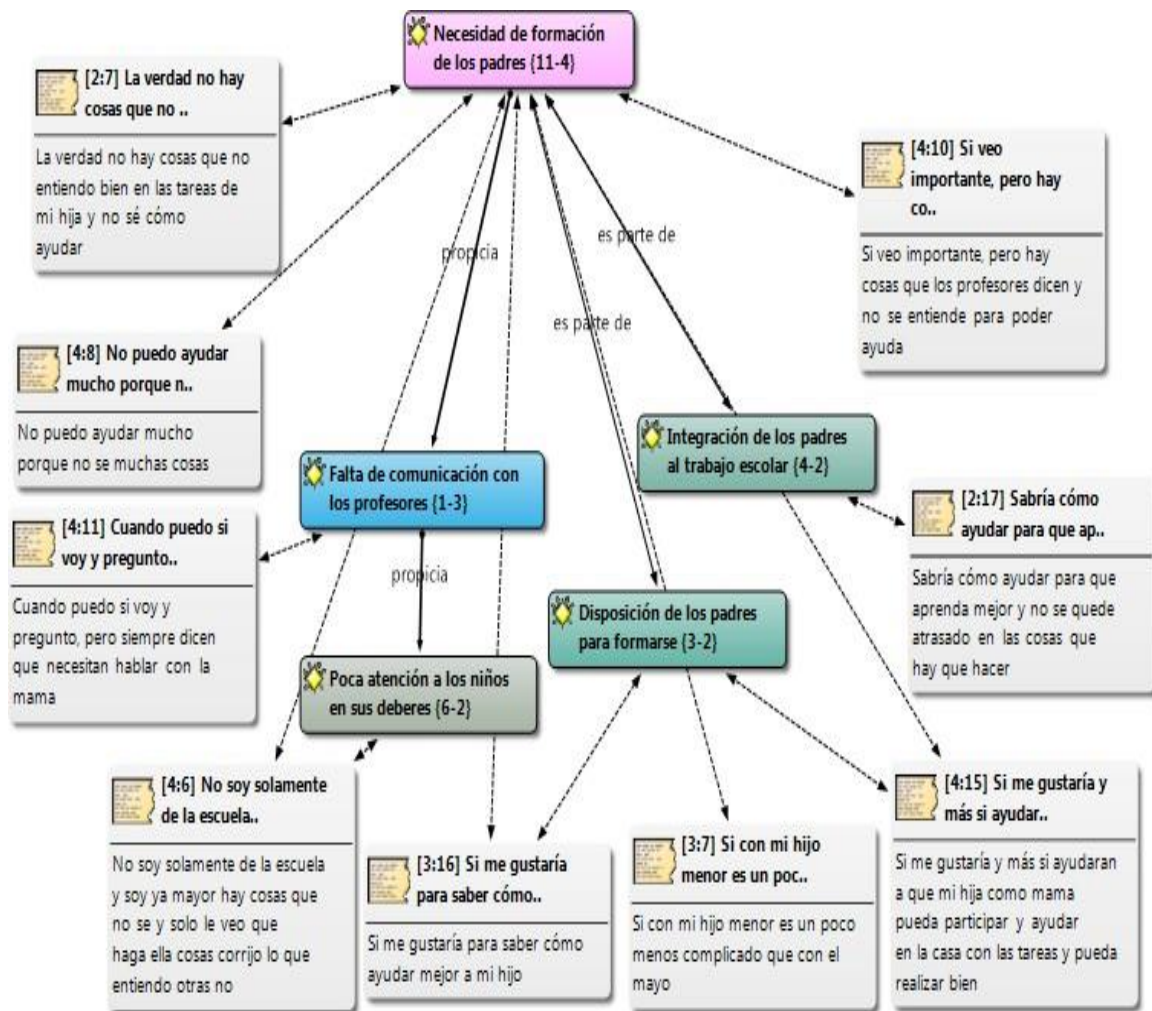 Necesidad de formación
de los padres {11-4}
[2:7] La verdad no hay
cosas que no ..
La verdad no hay cosas que no
entiendo bien en las tareas de
mi hija y no sé cómo
ayudar
[4:10] Si veo
importante, pero hay
co..
Si veo importante, pero hay
cosas que los profesores dicen y
no se entiende para poder
ayuda
propicia
es parte de
es parte de
[4:8] No puedo ayudar
mucho porque n..
No puedo ayudar mucho
porque no se muchas cosas
Integración de los padres
al trabajo escolar {4-2}
Falta de comunicación con
los profesores {1-3}
[4:11] Cuando puedo si
voy y pregunto..
Cuando puedo si voy y
pregunto, pero siempre dicen
que necesitan hablar con la
mama
propicia
[2:17] Sabría cómo
ayudar para que ap..
Sabría cómo ayudar para que
aprenda mejor y no se quede
atrasado en las cosas que
hay que hacer
Disposición de los padres
para formarse {3-2}
Poca atención a los niños
en sus deberes {6-2}
[4:6] No soy solamente
de la escuela..
No soy solamente de la escuela
y soy ya mayor hay cosas que
no se y solo le veo que
haga ella cosas corrijo lo que
entiendo otras no
[3:16] Si me gustaría
para saber cómo..
Si me gustaría para saber cómo
ayudar mejor a mi hijo
[3:7] Si con mi hijo
menor es un poc..
Si con mi hijo menor es un poco
menos complicado que con el
mayo
[4:15] Si me gustaría y
más si ayudar..
Si me gustaría y más si ayudaran
a que mi hija como mama
pueda participar y ayudar
en la casa con las tareas y pueda
realizar bien